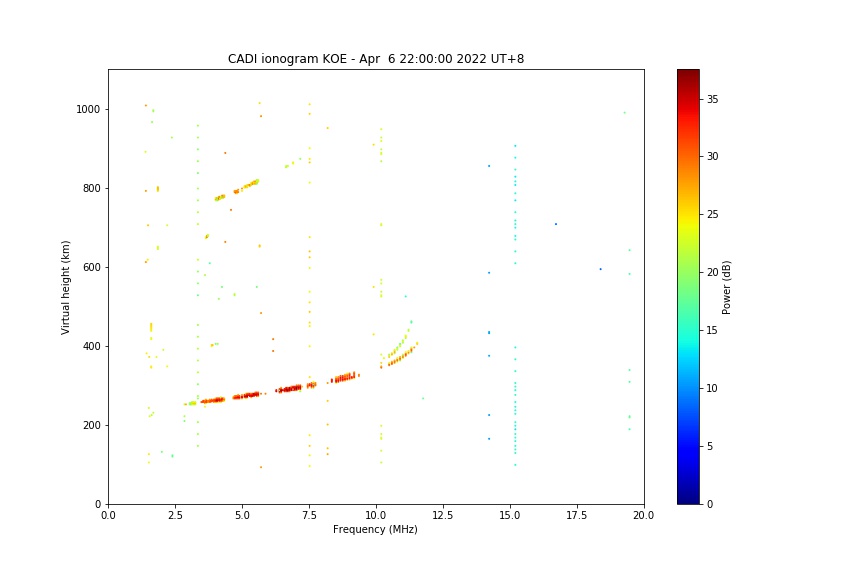 CADI ionogram KOE - Apr  6 22:00:00 2022 UT+8
Virtual height (km)
1000
800
600
400
200
0
0.0 2.5 5.0 7.5 10.0 12.5 15.0 17.5 20.0
Frequency (MHz)
35
30
25
20
15
10
5
0
Power (dB)